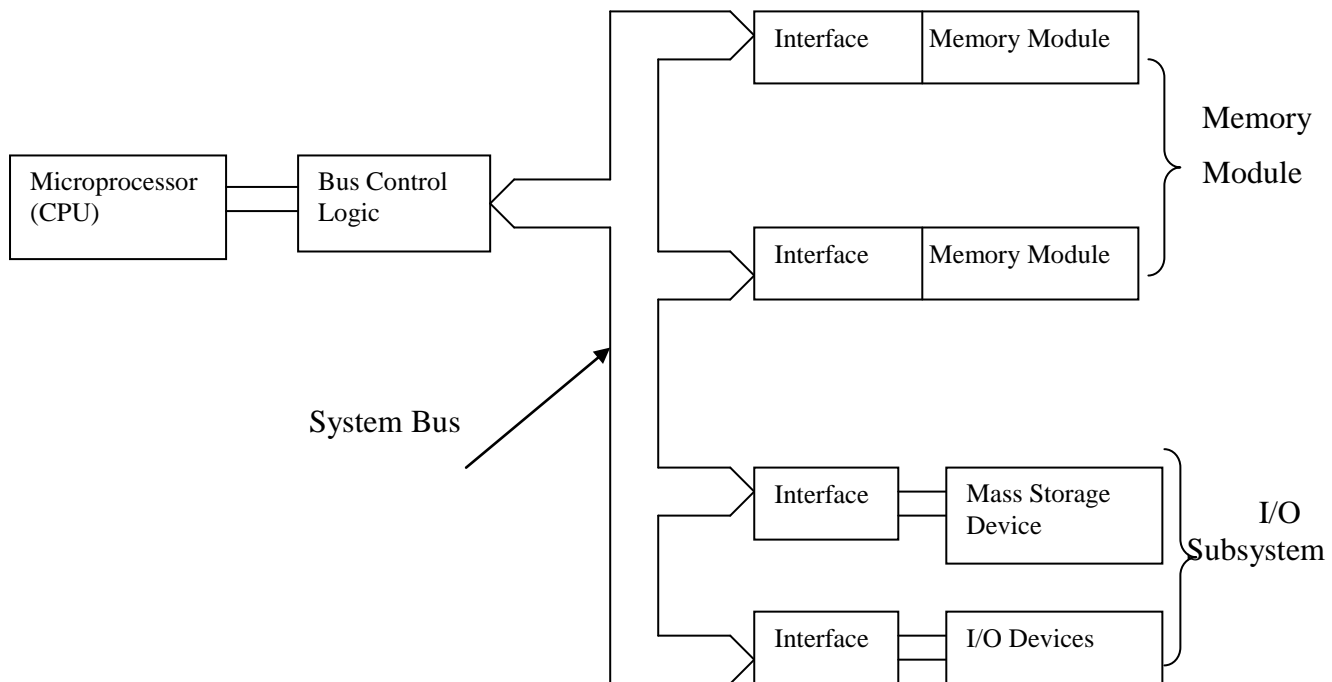 Interface
Memory Module
Memory
Module
Microprocessor
(CPU)
Bus Control
Logic
Interface
Memory Module
System Bus
Interface
Mass Storage
Device
I/O
Subsystem
Interface
I/O Devices